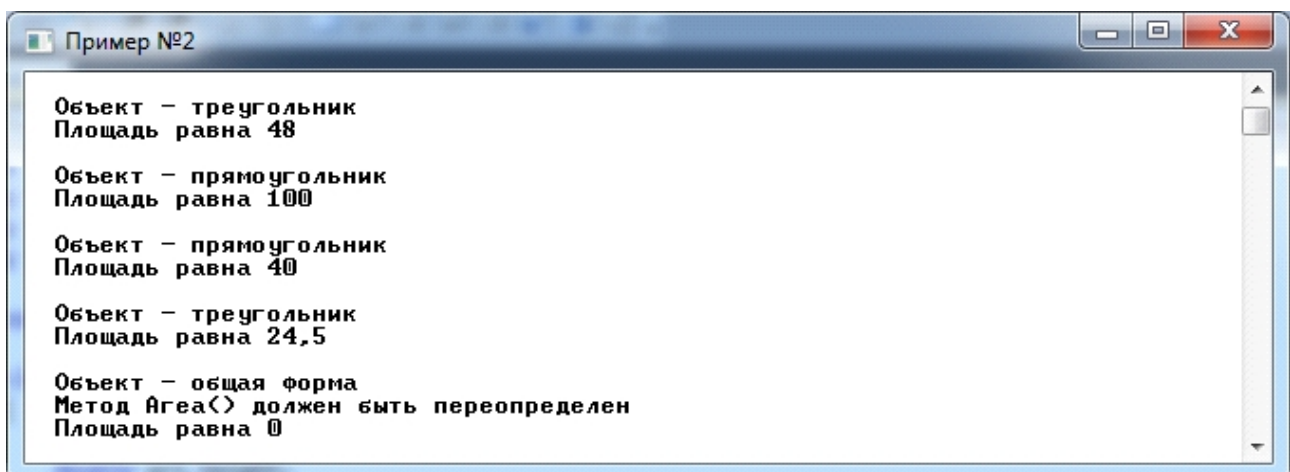 Пример №2
Объект - треугольник
Площадь равна 48
Объект - прямоугольник
Площадь равна 100
Объект - прямоугольник
Площадь равна 40
Объект - треугольник
Площадь равна 24,5
Объект - общая форма
Метод Area() должен быть переопределен
Площадь равна 0